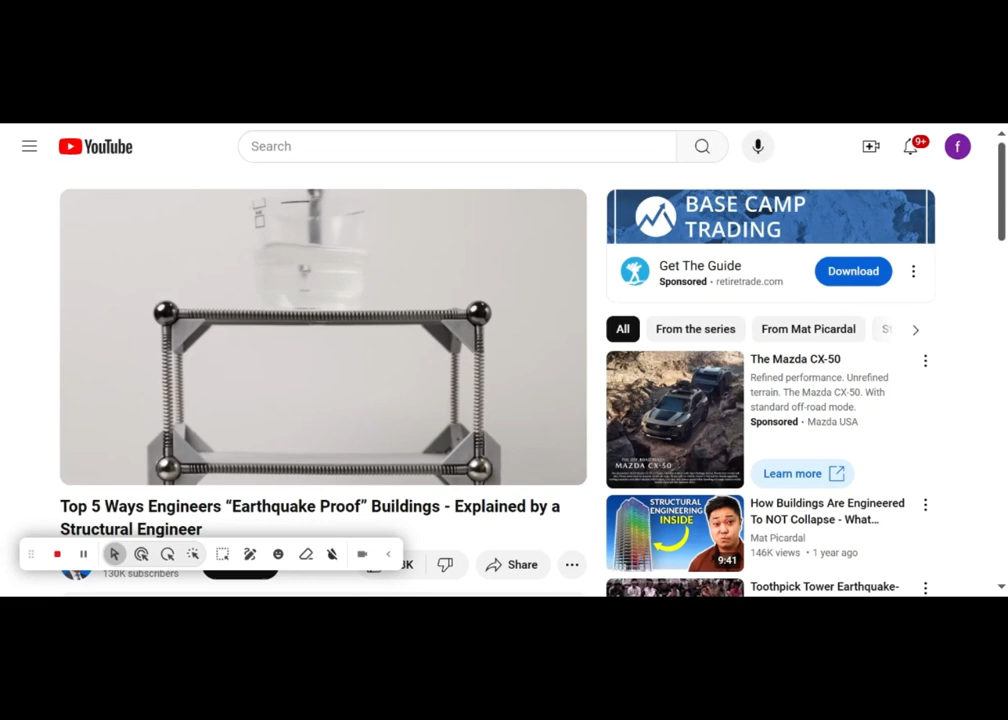 YouTube
Search
9+
f
BASE CAMP
TRADING
Get The Guide
Sponsored · retiretrade.com
Download
All
From the series
From Mat Picardal
The Mazda CX-50
Refined performance. Unrefined
terrain. The Mazda CX-50. With
standard off-road mode.
Sponsored · Mazda USA
MAZDA CX-50
Learn more
Top 5 Ways Engineers “Earthquake Proof” Buildings - Explained by a
Structural Engineer
130K subscribers
Share
STRUCTURAL
ENGINEERING
INSIDE
9:41
How Buildings Are Engineered
To NOT Collapse - What...
Mat Picardal
146K views · 1 year ago
Toothpick Tower Earthquake-